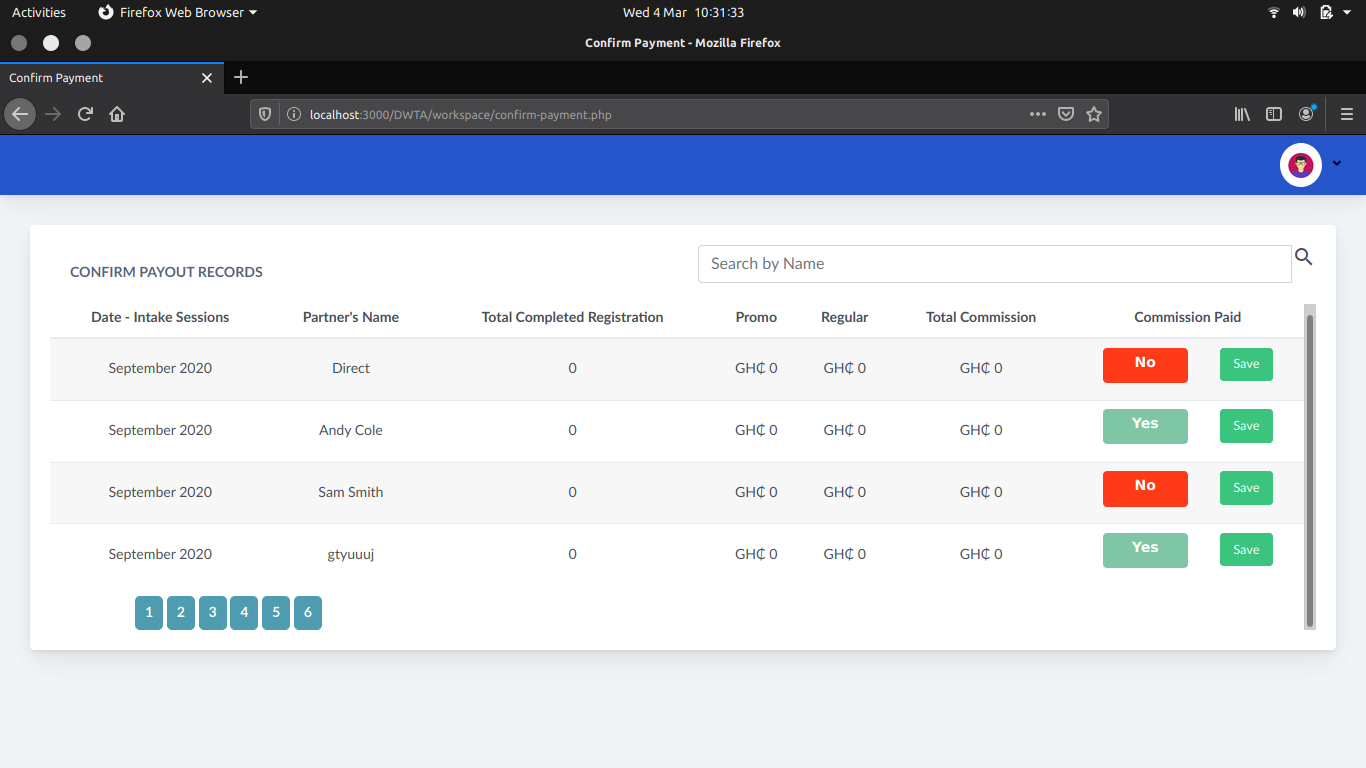 Activities Firefox Web Browser Wed 4 Mar 10:31:33
Confirm Payment - Mozilla Firefox
Confirm Payment
localhost:3000/DWTA/workspace/confirm-payment.php
CONFIRM PAYOUT RECORDS Search by Name
Date - Intake Sessions Partner's Name Total Completed Registration Promo Regular Total Commission Commission Paid
September 2020 Direct 0 GH₵ 0 GH₵ 0 GH₵ 0 No Save
September 2020 Andy Cole 0 GH₵ 0 GH₵ 0 GH₵ 0 Yes Save
September 2020 Sam Smith 0 GH₵ 0 GH₵ 0 GH₵ 0 No Save
September 2020 gtyuuuj 0 GH₵ 0 GH₵ 0 GH₵ 0 Yes Save
1 2 3 4 5 6